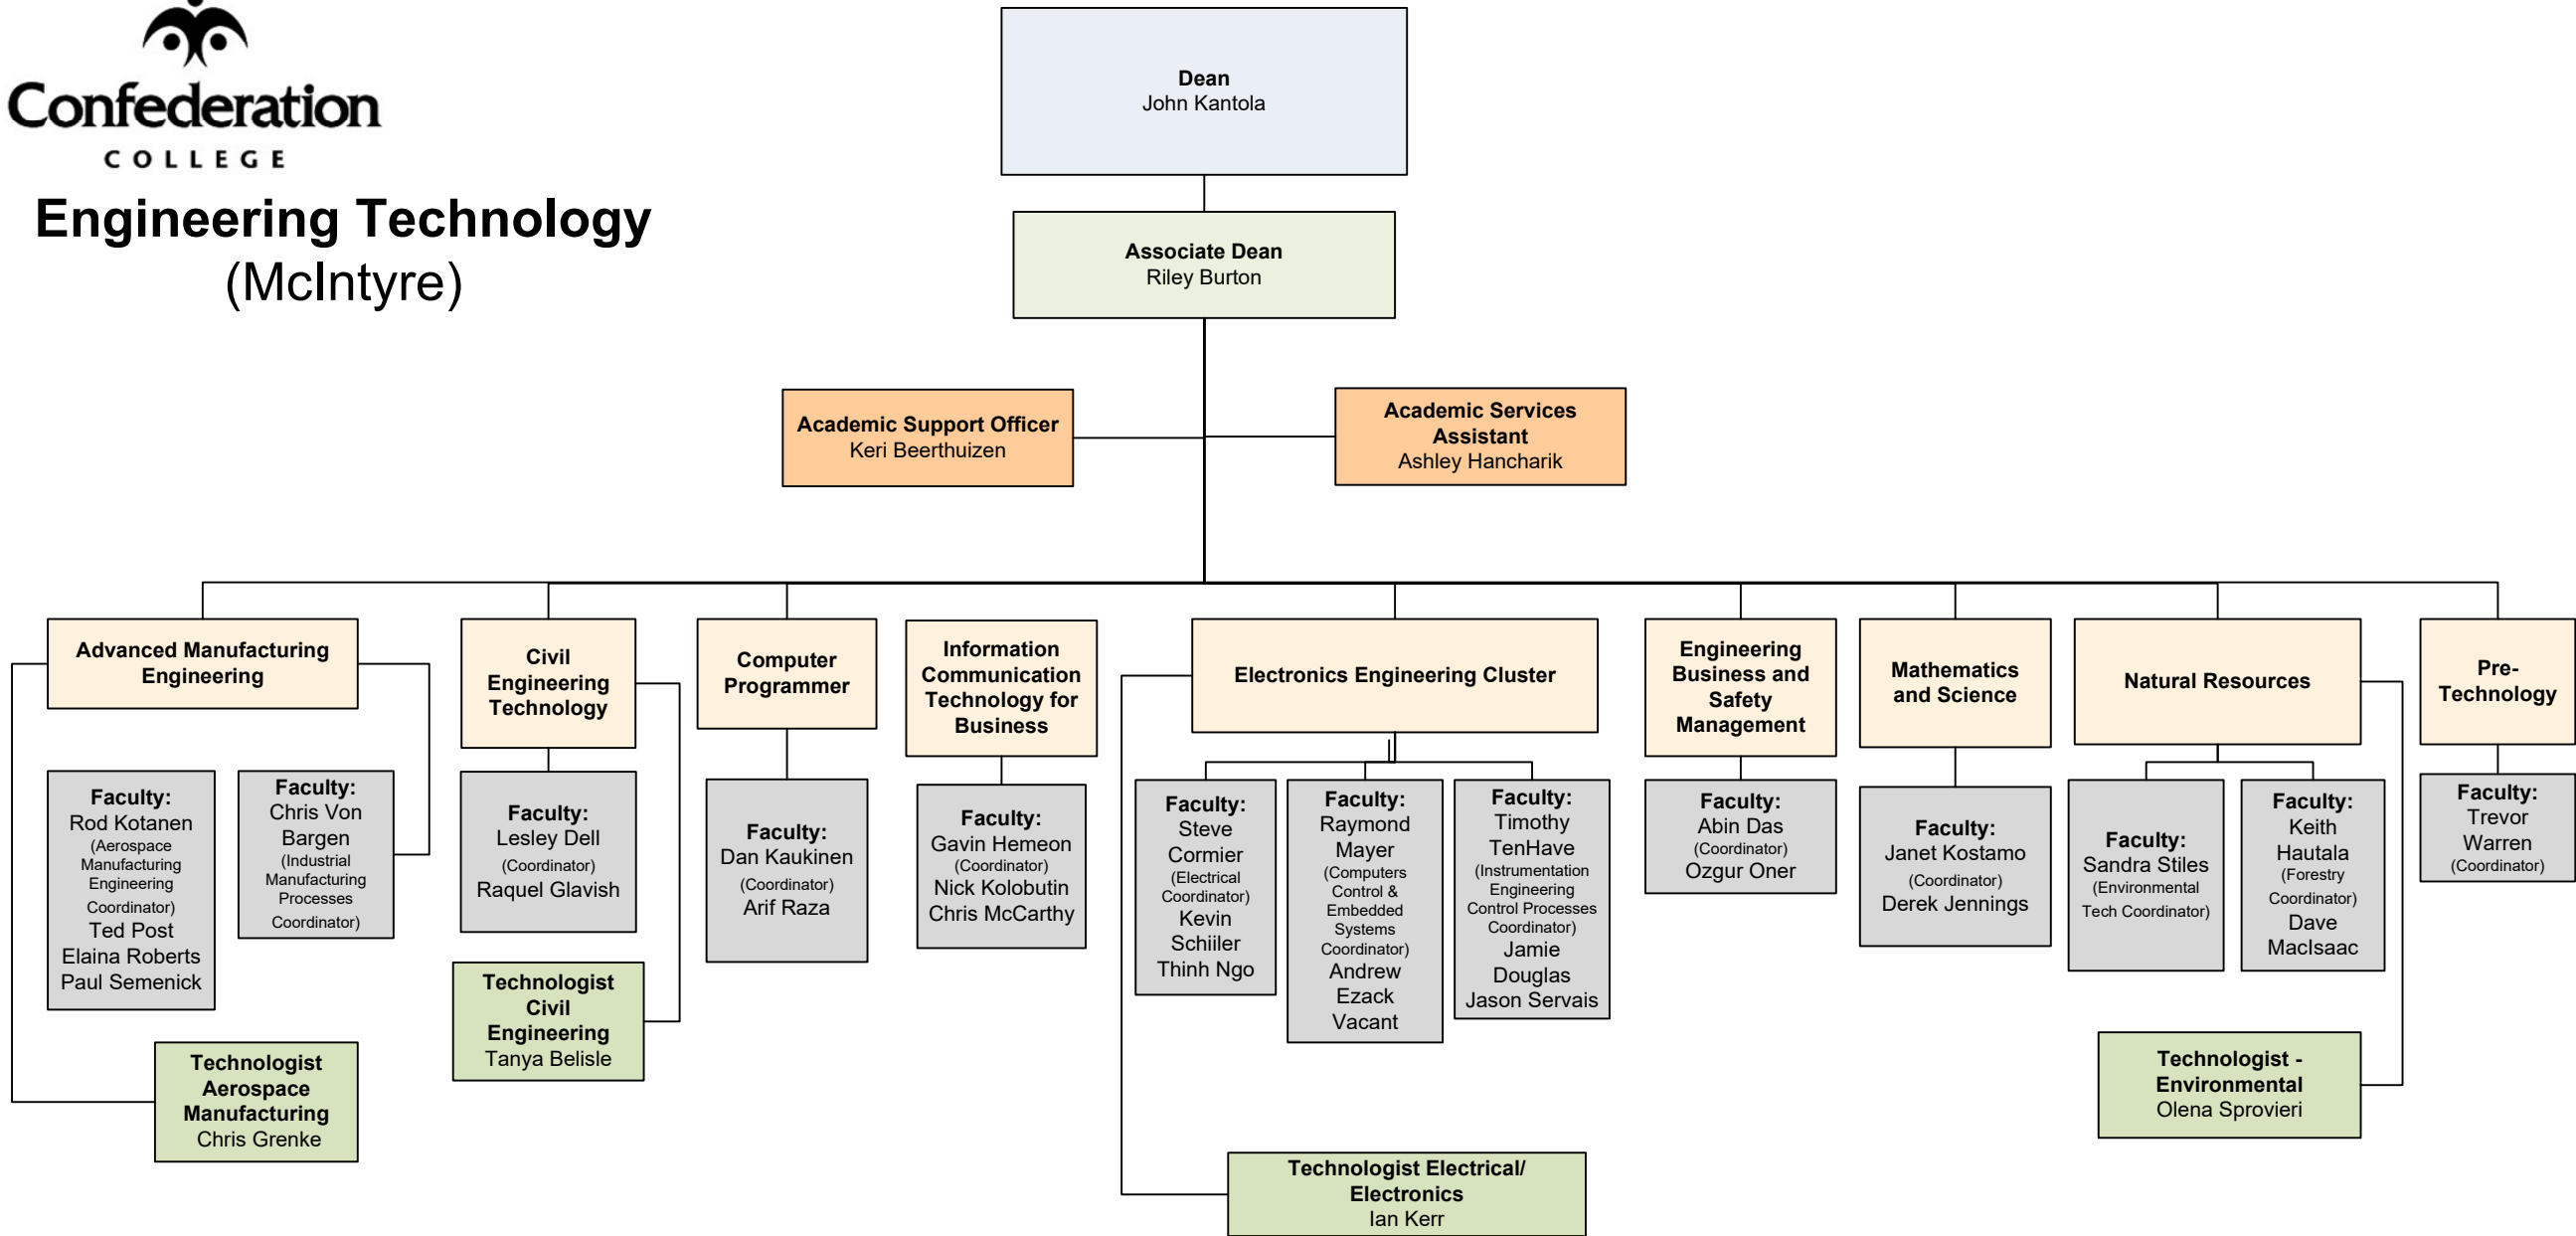 Confederation
COLLEGE
Engineering Technology
(McIntyre)
Dean
John Kantola
Associate Dean
Riley Burton
Academic Support Officer
Keri Beerthuizen
Academic Services
Assistant
Ashley Hancharik
Advanced Manufacturing
Engineering
Faculty:
Rod Kotanen
(Aerospace
Manufacturing
Engineering
Coordinator)
Ted Post
Elaina Roberts
Paul Semenick
Faculty:
Chris Von
Bargen
(Industrial
Manufacturing
Processes
Coordinator)
Technologist
Aerospace
Manufacturing
Chris Grenke
Civil
Engineering
Technology
Faculty:
Lesley Dell
(Coordinator)
Raquel Glavish
Technologist
Civil
Engineering
Tanya Belisle
Computer
Programmer
Faculty:
Dan Kaukinen
(Coordinator)
Arif Raza
Information
Communication
Technology for
Business
Faculty:
Gavin Hemeon
(Coordinator)
Nick Kolobutin
Chris McCarthy
Electronics Engineering Cluster
Faculty:
Steve
Cormier
(Electrical
Coordinator)
Kevin
Schiiler
Thinh Ngo
Faculty:
Raymond
Mayer
(Computers
Control &
Embedded
Systems
Coordinator)
Andrew
Ezack
Vacant
Faculty:
Timothy
TenHave
(Instrumentation
Engineering
Control Processes
Coordinator)
Jamie
Douglas
Jason Servais
Technologist Electrical/
Electronics
Ian Kerr
Engineering
Business and
Safety
Management
Faculty:
Abin Das
(Coordinator)
Ozgur Oner
Mathematics
and Science
Faculty:
Janet Kostamo
(Coordinator)
Derek Jennings
Natural Resources
Faculty:
Sandra Stiles
(Environmental
Tech Coordinator)
Faculty:
Keith
Hautala
(Forestry
Coordinator)
Dave
MacIsaac
Technologist -
Environmental
Olena Sprovieri
Pre-
Technology
Faculty:
Trevor
Warren
(Coordinator)